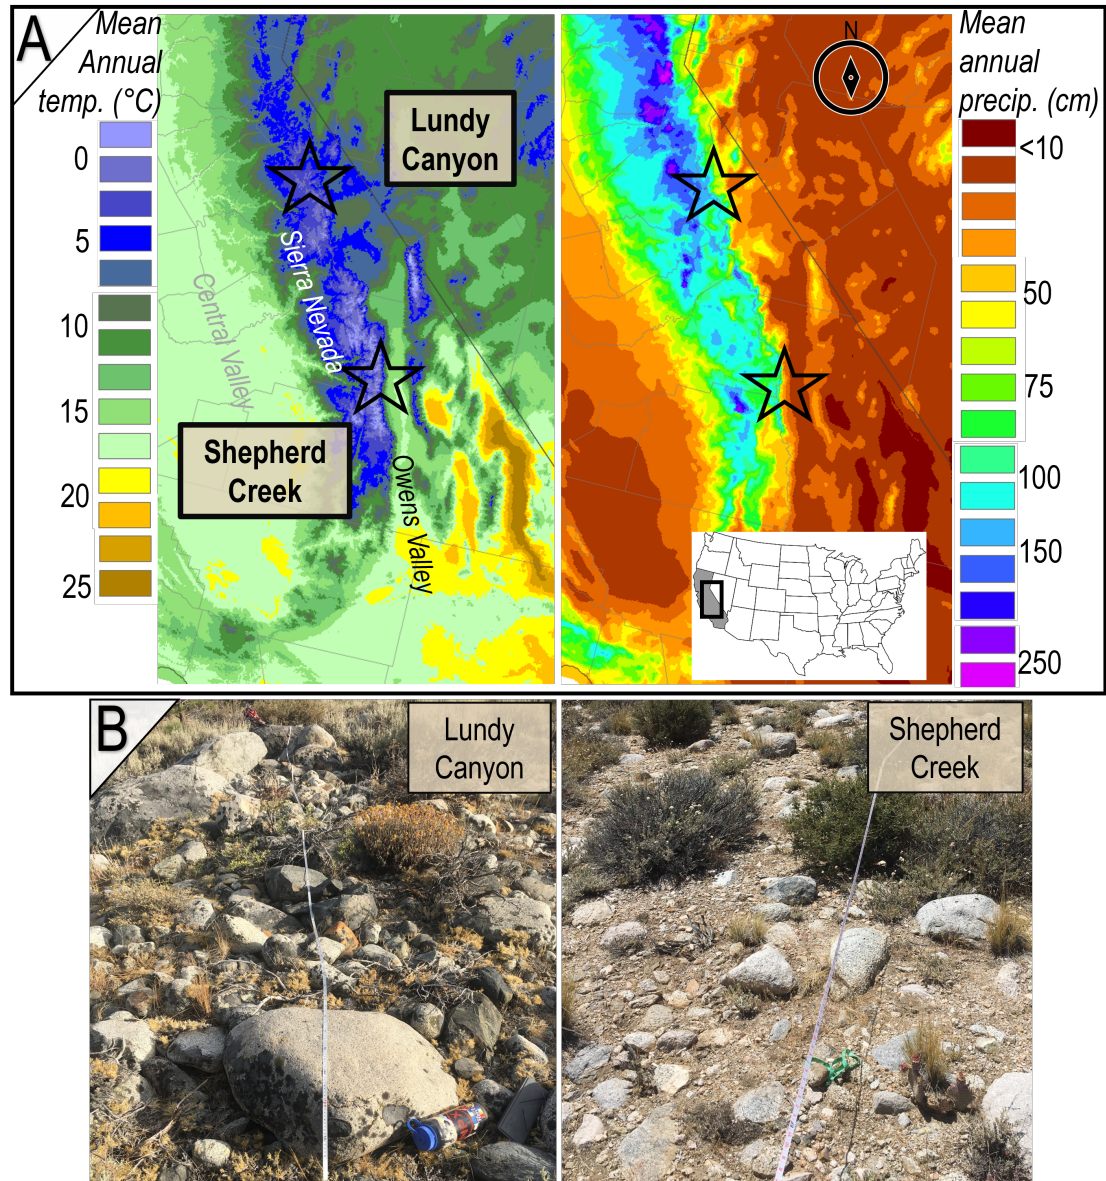 A
Mean
Annual
temp. (°C)
0
5
10
15
20
25
Lundy
Canyon
Sierra Nevada
Central Valley
Shepherd
Creek
Owens Valley
N
Mean
annual
precip. (cm)
<10
50
75
100
150
250
B
Lundy
Canyon
Shepherd
Creek